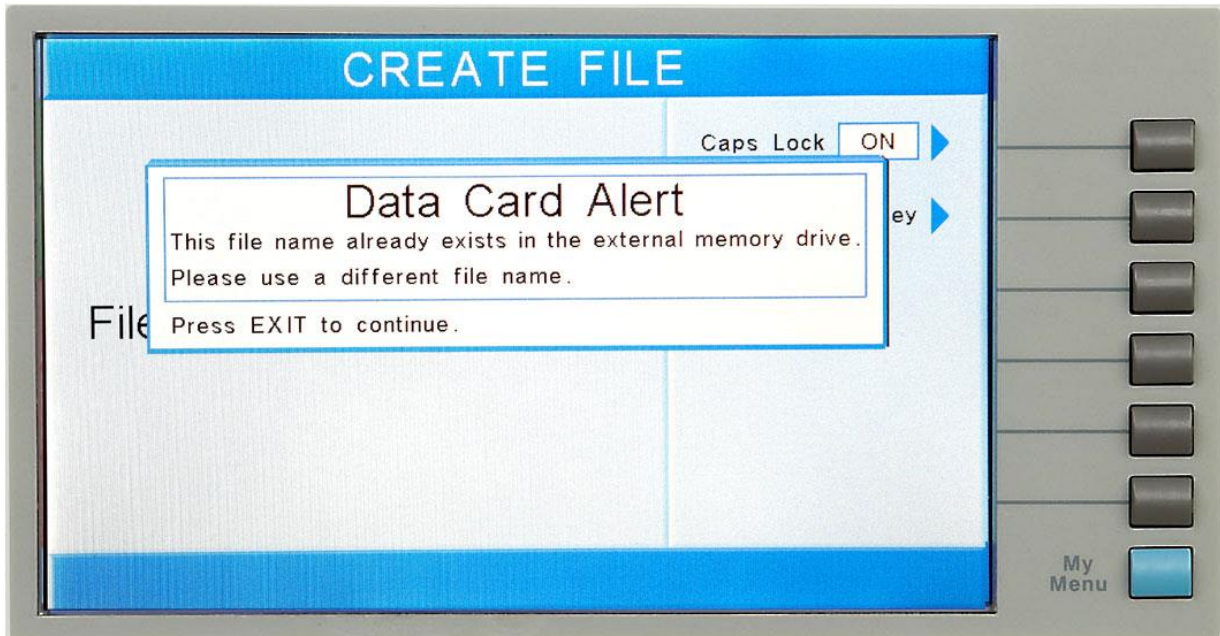 CREATE FILE
Caps Lock ON
Data Card Alert
ey
This file name already exists in the external memory drive.
Please use a different file name.
File
Press EXIT to continue.
My
Menu